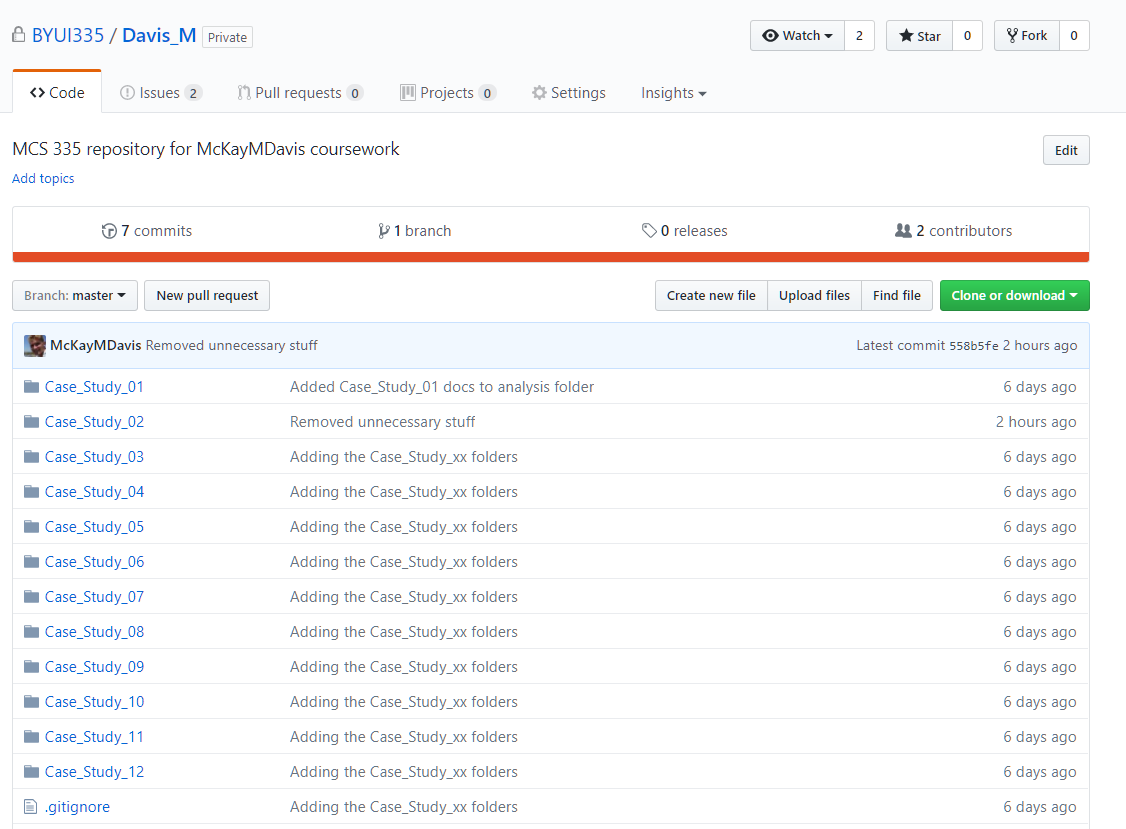 BYUI335 / Davis_M Private Watch 2 Star 0 Fork 0
Code Issues 2 Pull requests 0 Projects 0 Settings Insights
MCS 335 repository for McKayMDavis coursework Edit
Add topics
7 commits 1 branch 0 releases 2 contributors
Branch: master New pull request Create new file Upload files Find file Clone or download
McKayMDavis Removed unnecessary stuff Latest commit 558b5fe 2 hours ago
Case_Study_01 Added Case_Study_01 docs to analysis folder 6 days ago
Case_Study_02 Removed unnecessary stuff 2 hours ago
Case_Study_03 Adding the Case_Study_xx folders 6 days ago
Case_Study_04 Adding the Case_Study_xx folders 6 days ago
Case_Study_05 Adding the Case_Study_xx folders 6 days ago
Case_Study_06 Adding the Case_Study_xx folders 6 days ago
Case_Study_07 Adding the Case_Study_xx folders 6 days ago
Case_Study_08 Adding the Case_Study_xx folders 6 days ago
Case_Study_09 Adding the Case_Study_xx folders 6 days ago
Case_Study_10 Adding the Case_Study_xx folders 6 days ago
Case_Study_11 Adding the Case_Study_xx folders 6 days ago
Case_Study_12 Adding the Case_Study_xx folders 6 days ago
.gitignore Adding the Case_Study_xx folders 6 days ago